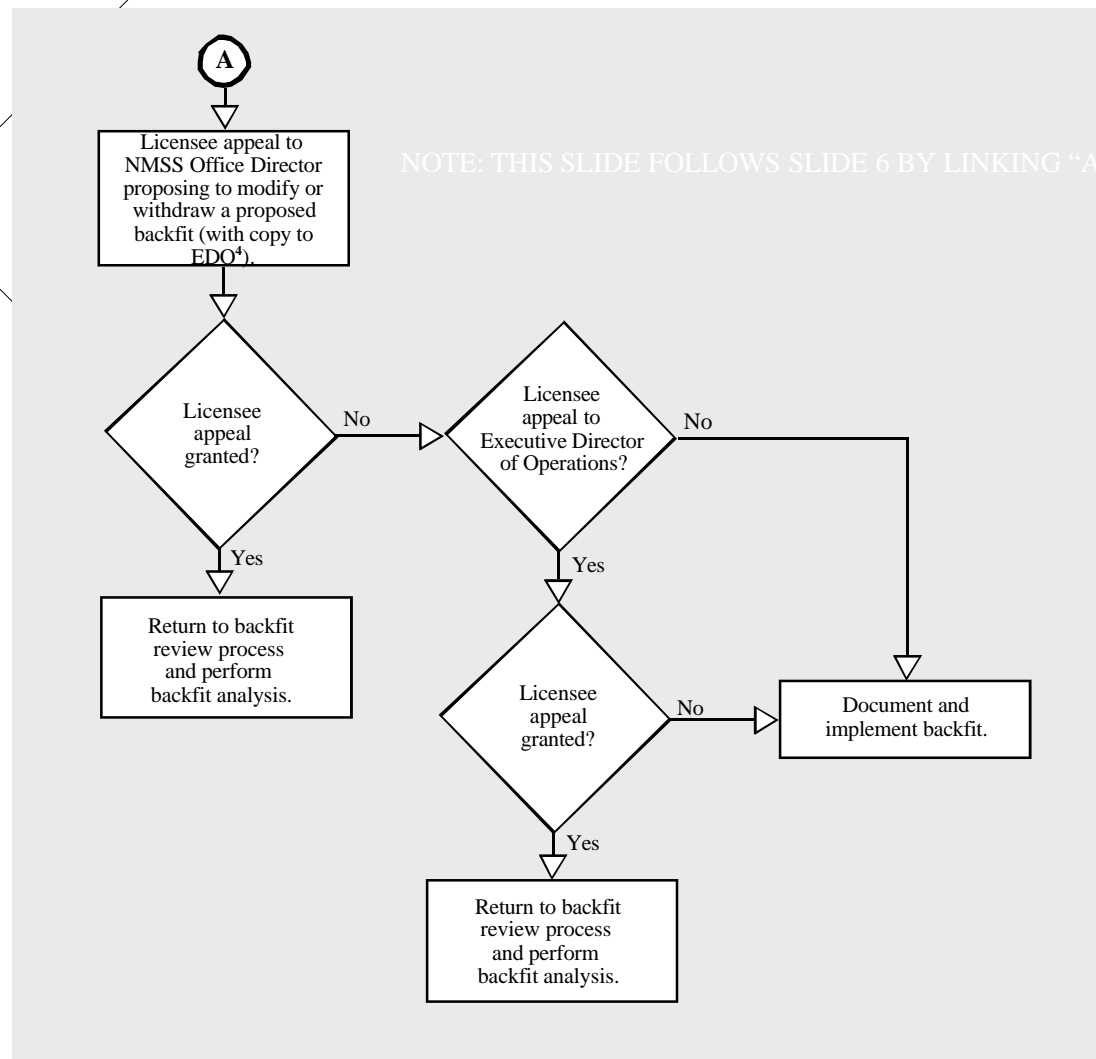 A
Licensee appeal to
NMSS Office Director
proposing to modify or
withdraw a proposed
backfit (with copy to
EDO⁴).
NOTE: THIS SLIDE FOLLOWS SLIDE 6 BY LINKING “A
Licensee
appeal
granted?
No
Licensee
appeal to
Executive Director
of Operations?
No
Yes
Return to backfit
review process
and perform
backfit analysis.
Yes
Licensee
appeal
granted?
No
Document and
implement backfit.
Yes
Return to backfit
review process
and perform
backfit analysis.